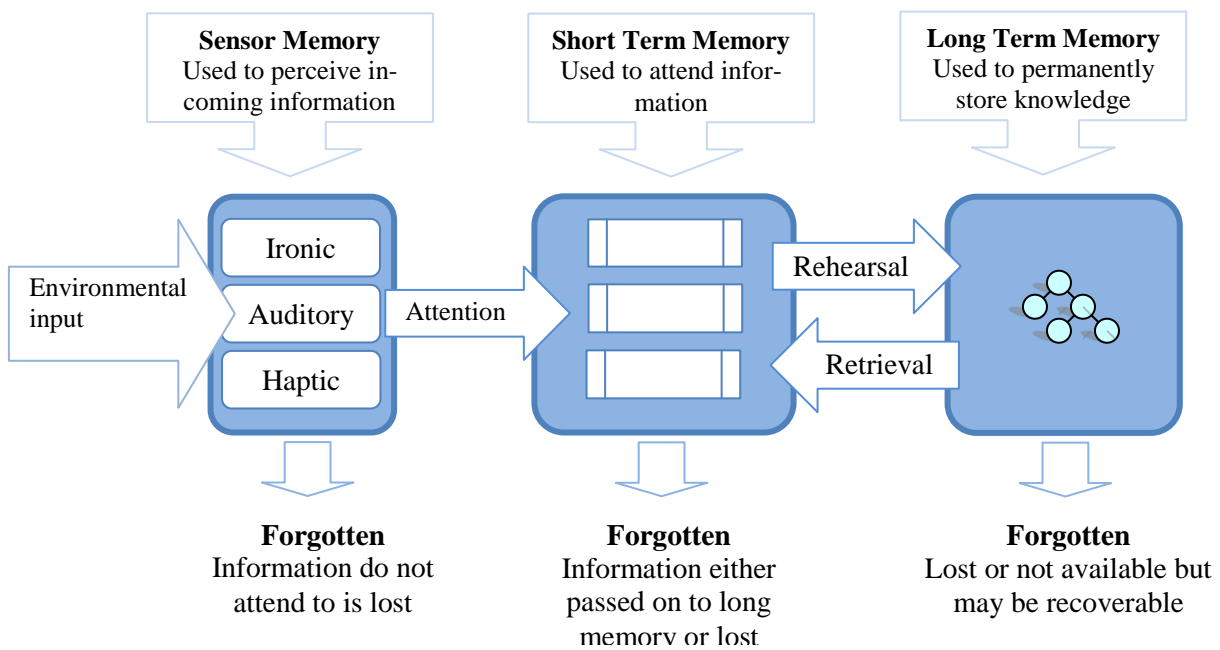 Sensor Memory
Used to perceive in-
coming information
Short Term Memory
Used to attend infor-
mation
Long Term Memory
Used to permanently
store knowledge
Environmental
input
Ironic
Auditory
Haptic
Attention
Rehearsal
Retrieval
Forgotten
Information do not
attend to is lost
Forgotten
Information either
passed on to long
memory or lost
Forgotten
Lost or not available but
may be recoverable